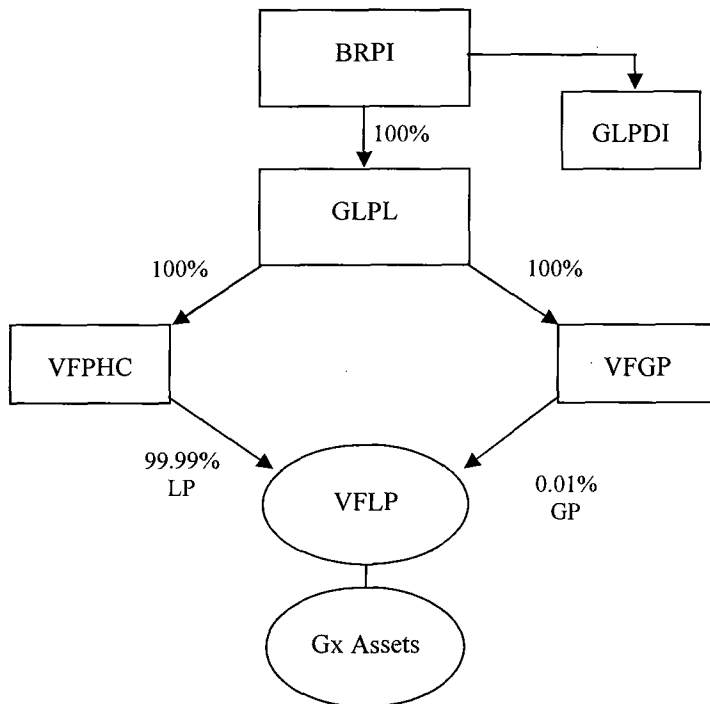 BRPI
GLPDI
100%
GLPL
100%
100%
VFPHC
VFGP
99.99%
LP
VFLP
0.01%
GP
Gx Assets